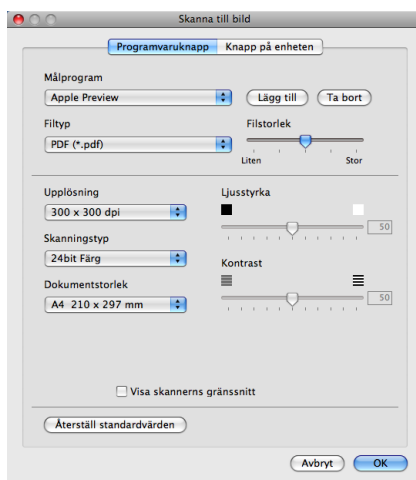 Skanna till bild
Programvaruknapp Knapp på enheten
Målprogram
Apple Preview Lägg till Ta bort
Filtyp Filstorlek
PDF (*.pdf)
Liten Stor
Upplösning Ljusstyrka
300 x 300 dpi
50
Skanningstyp
24bit Färg
Kontrast
Dokumentstorlek
A4 210 x 297 mm 50
Visa skannerns gränssnitt
Återställ standardvärden
Avbryt OK